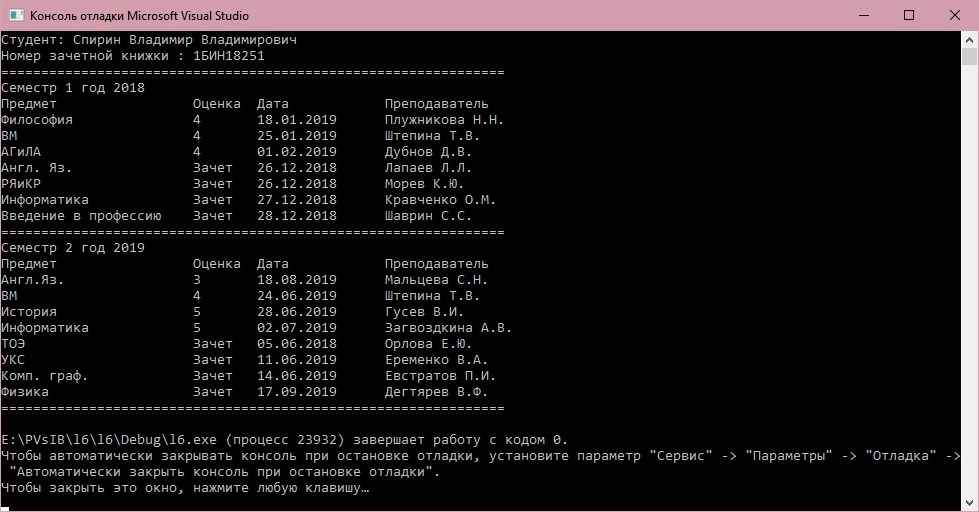 Консоль отладки Microsoft Visual Studio
Студент: Спирин Владимир Владимирович
Номер зачетной книжки : 1БИН18251
===============================================================
Семестр 1 год 2018
Предмет Оценка Дата Преподаватель
Философия 4 18.01.2019 Плужникова Н.Н.
ВМ 4 25.01.2019 Штепина Т.В.
АГиЛА 4 01.02.2019 Дубнов Д.В.
Англ. Яз. Зачет 26.12.2018 Лапаев Л.Л.
РЯиКР Зачет 26.12.2018 Морев К.Ю.
Информатика Зачет 27.12.2018 Кравченко О.М.
Введение в профессию Зачет 28.12.2018 Шаврин С.С.
===============================================================
Семестр 2 год 2019
Предмет Оценка Дата Преподаватель
Англ.Яз. 3 18.08.2019 Мальцева С.Н.
ВМ 4 24.06.2019 Штепина Т.В.
История 5 28.06.2019 Гусев В.И.
Информатика 5 02.07.2019 Загвоздкина А.В.
ТОЭ Зачет 05.06.2018 Орлова Е.Ю.
УКС Зачет 11.06.2019 Еременко В.А.
Комп. граф. Зачет 14.06.2019 Евстратов П.И.
Физика Зачет 17.09.2019 Дегтярев В.Ф.
===============================================================
E:\PVsIB\l6\l6\Debug\l6.exe (процесс 23932) завершает работу с кодом 0.
Чтобы автоматически закрывать консоль при остановке отладки, установите параметр "Сервис" -> "Параметры" -> "Отладка" ->
"Автоматически закрыть консоль при остановке отладки".
Чтобы закрыть это окно, нажмите любую клавишу…